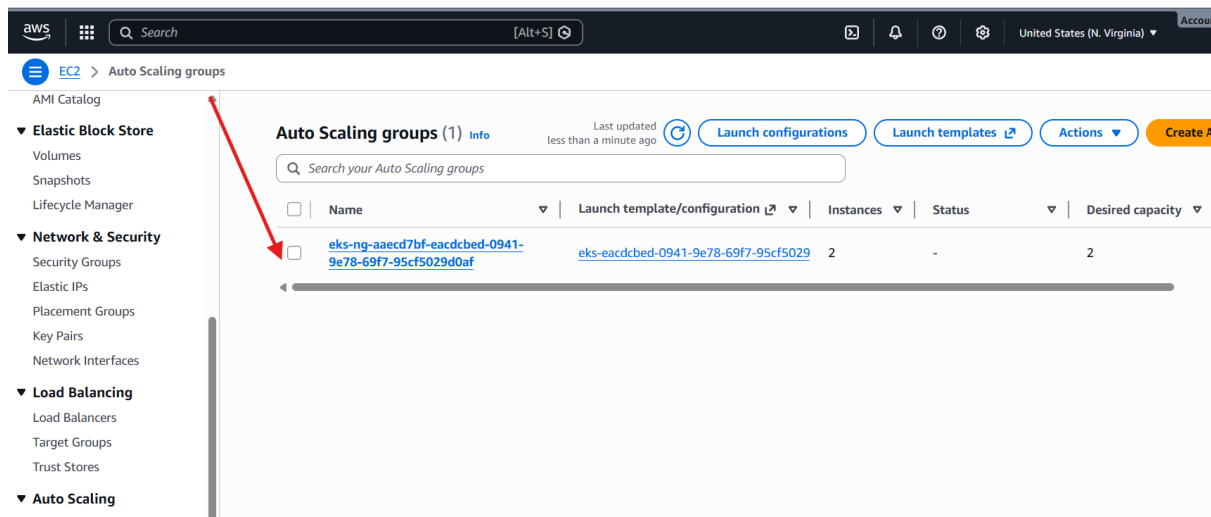 aws
Search [Alt+S] United States (N. Virginia) Accou
EC2 > Auto Scaling groups
AMI Catalog
Elastic Block Store
Volumes
Snapshots
Lifecycle Manager
Network & Security
Security Groups
Elastic IPs
Placement Groups
Key Pairs
Network Interfaces
Load Balancing
Load Balancers
Target Groups
Trust Stores
Auto Scaling
Auto Scaling groups (1) Info
Last updated
less than a minute ago
Launch configurations
Launch templates
Actions
Create A
Search your Auto Scaling groups
Name Launch template/configuration Instances Status Desired capacity
eks-ng-aaecd7bf-eacdcbed-0941-
9e78-69f7-95cf5029d0af
eks-eacdcbed-0941-9e78-69f7-95cf5029 2 - 2